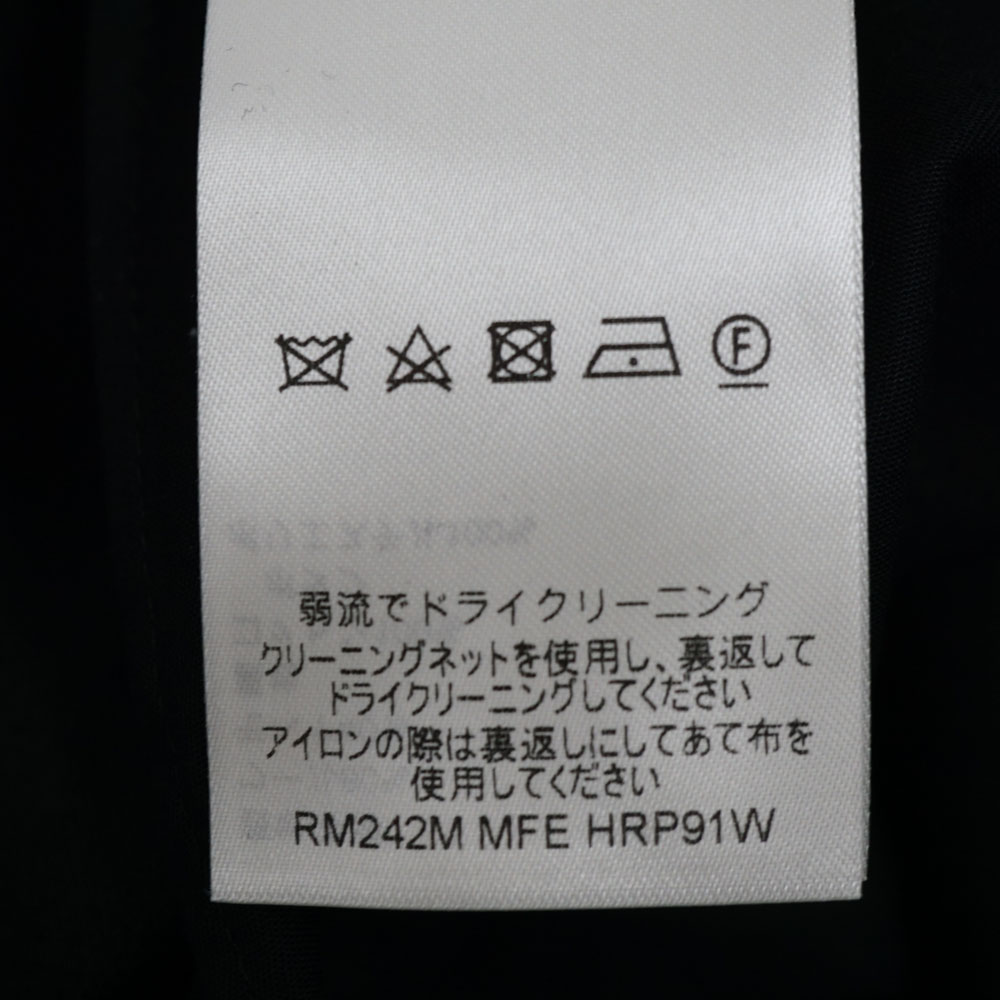 F
弱流でドライクリーニング
クリーニングネットを使用し、裏返して
ドライクリーニングしてください
アイロンの際は裏返しにしてあて布を
使用してください
RM242M MFE HRP91W